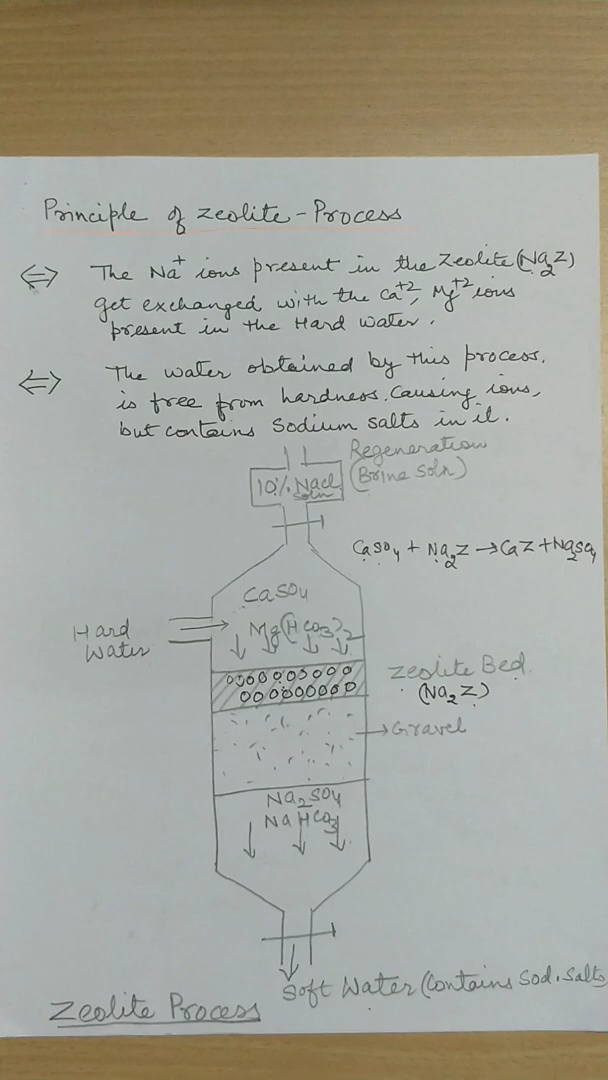 Principle of Zeolite-Process
⇔ The Na⁺ ions present in the Zeolite (Na₂Z)
get exchanged with the Ca⁺², Mg⁺² ions
present in the Hard water.
⇔ The water obtained by this process.
is free from hardness. Causing ions,
but contains Sodium salts in it.
Regeneration
(Brine Soln)
10% NaCl
soln
CaSO₄ + Na₂Z → CaZ + Na₂SO₄
CaSO₄
Hard
Water
Mg(HCO₃)₂
Zeolite Bed
(Na₂Z)
Gravel
Na₂SO₄
NaHCO₃
Soft Water (Contains Sod. Salts
Zeolite Process